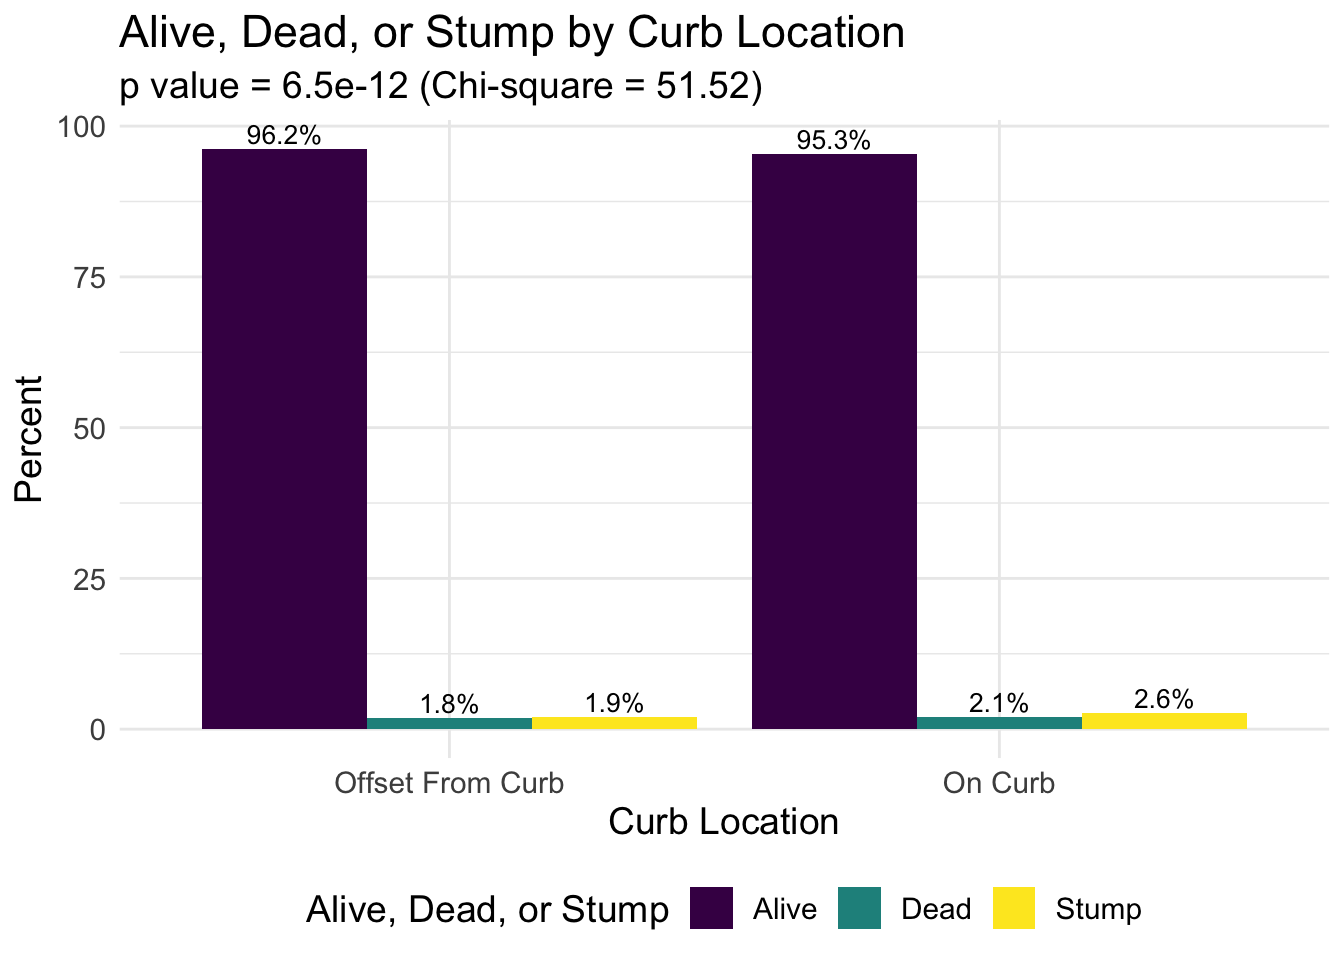 Alive, Dead, or Stump by Curb Location
p value = 6.5e-12 (Chi-square = 51.52)
100
96.2%
95.3%
75
50
25
0
Percent
1.8%
1.9%
2.1%
2.6%
Offset From Curb
On Curb
Curb Location
Alive, Dead, or Stump
Alive
Dead
Stump